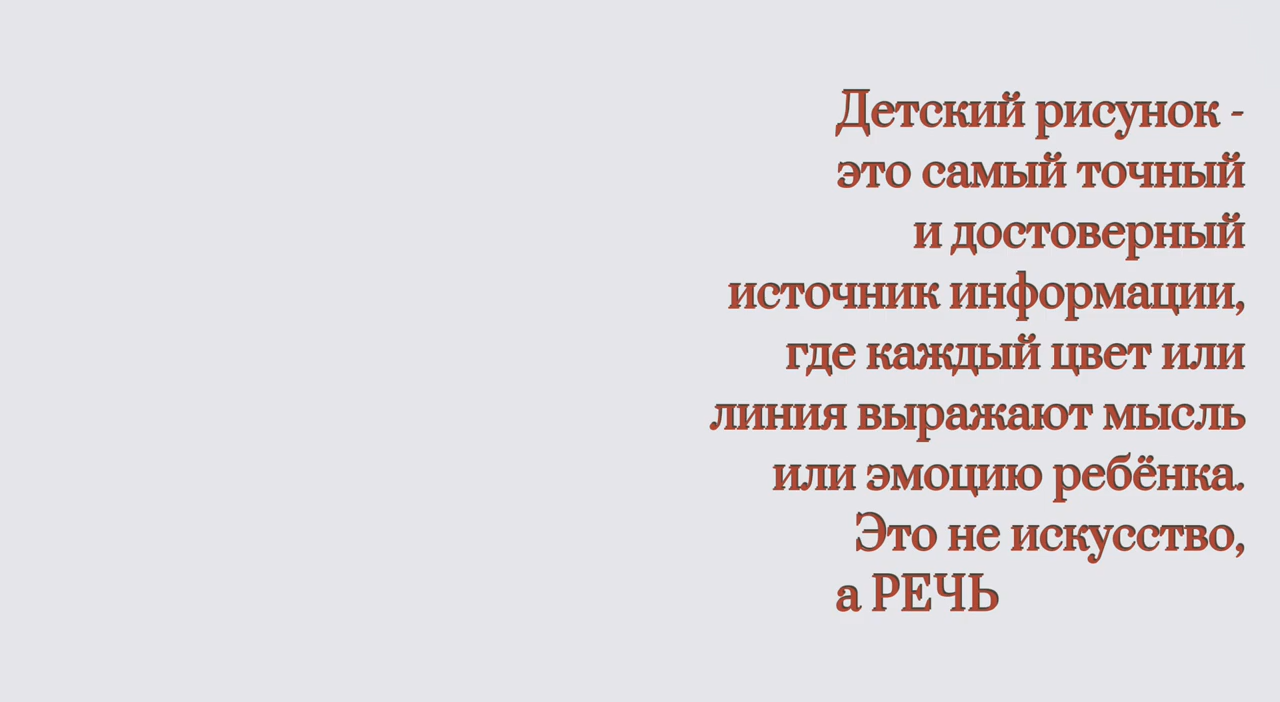 Детский рисунок -
это самый точный
и достоверный
источник информации,
где каждый цвет или
линия выражают мысль
или эмоцию ребёнка.
Это не искусство,
а РЕЧЬ